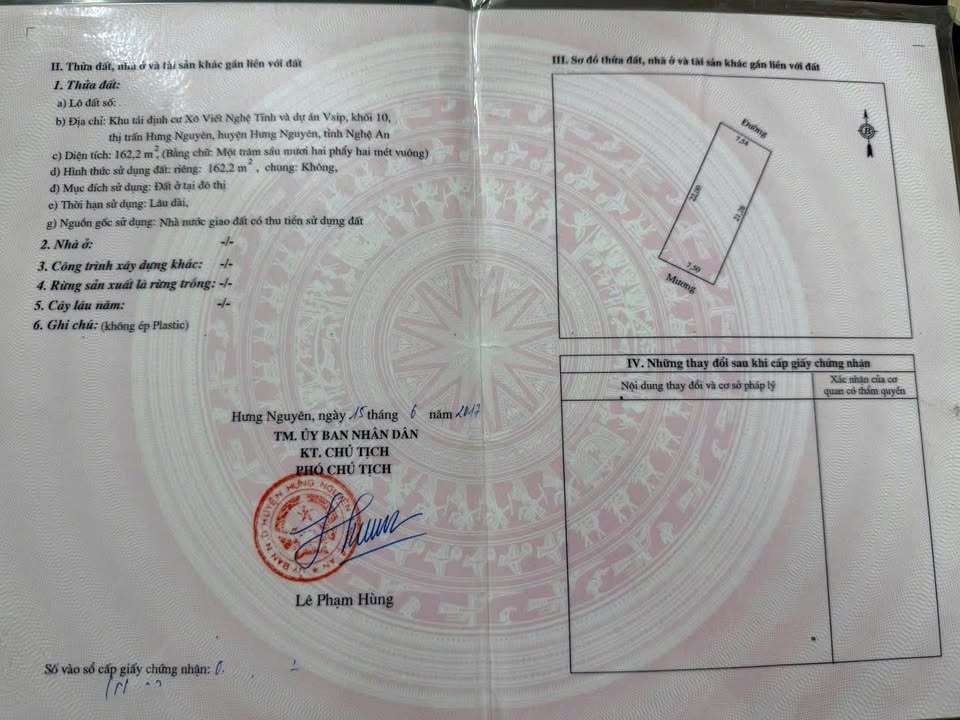 II. Thửa đất, nhà ở và tài sản khác gắn liền với đất
1. Thửa đất:
a) Lô đất số:
b) Địa chỉ: Khu tái định cư Xô Viết Nghệ Tĩnh và dự án Vsip, khối 10,
thị trấn Hưng Nguyên, huyện Hưng Nguyên, tỉnh Nghệ An
c) Diện tích: 162,2 m², (Bằng chữ: Một trăm sáu mươi hai phẩy hai mét vuông)
d) Hình thức sử dụng đất: riêng: 162,2 m², chung: Không,
đ) Mục đích sử dụng: Đất ở tại đô thị
e) Thời hạn sử dụng: Lâu dài,
g) Nguồn gốc sử dụng: Nhà nước giao đất có thu tiền sử dụng đất
2. Nhà ở: -/-
3. Công trình xây dựng khác: -/-
4. Rừng sản xuất là rừng trồng: -/-
5. Cây lâu năm: -/-
6. Ghi chú: (không ép Plastic)
Hưng Nguyên, ngày 15 tháng 6 năm 2017
TM. ỦY BAN NHÂN DÂN
KT. CHỦ TỊCH
PHÓ CHỦ TỊCH
Lê Phạm Hùng
Số vào sổ cấp giấy chứng nhận: 0.
III. Sơ đồ thửa đất, nhà ở và tài sản khác gắn liền với đất
B
Đường
7,54
22,00
21,28
7,50
Mương
IV. Những thay đổi sau khi cấp giấy chứng nhận
Nội dung thay đổi và cơ sở pháp lý
Xác nhận của cơ
quan có thẩm quyền